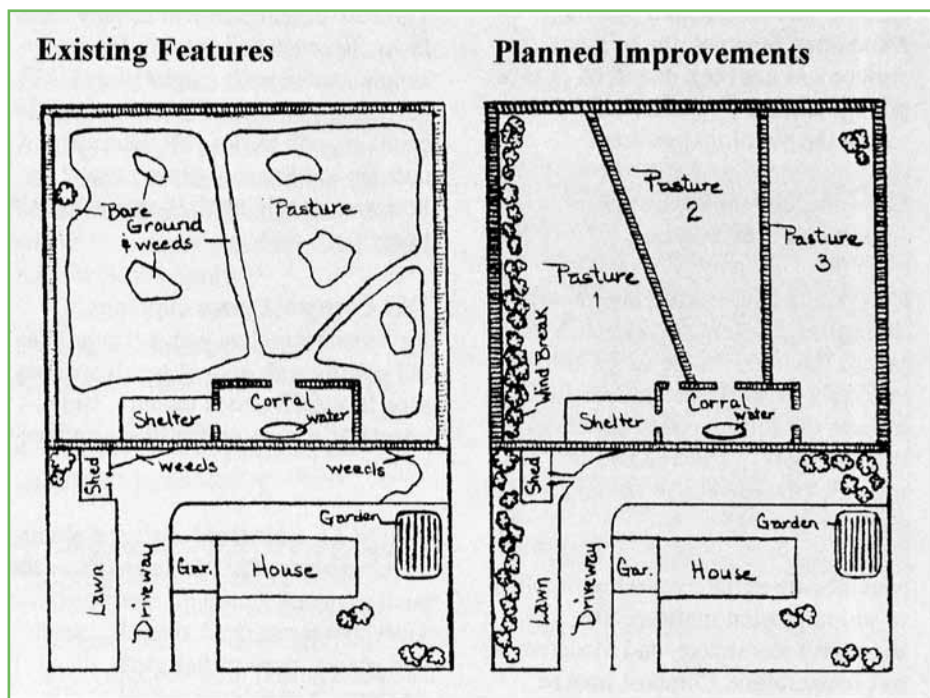 Existing Features
Bare
Ground
& weeds
Pasture
Shelter
Corral
water
weeds
weeds
Shed
Garden
Lawn
Driveway
Gar.
House
Planned Improvements
Pasture
2
Pasture
1
Pasture
3
Wind Break
Shelter
Corral
water
Shed
Garden
Lawn
Driveway
Gar.
House